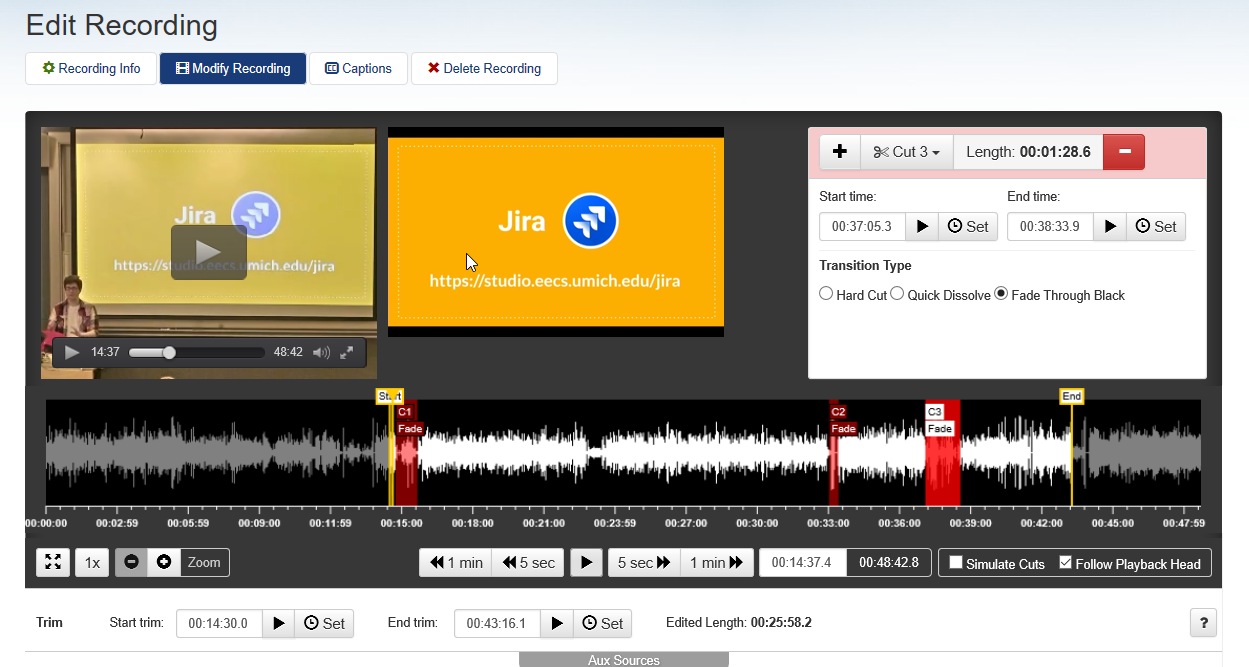 Edit Recording
Recording Info
Modify Recording
CC Captions
Delete Recording
Jira
https://studio.eecs.umich.edu/jira
14:37
48:42
Jira
https://studio.eecs.umich.edu/jira
Cut 3
Length: 00:01:28.6
Start time:
End time:
00:37:05.3
Set
00:38:33.9
Set
Transition Type
Hard Cut
Quick Dissolve
Fade Through Black
Start
End
C1
Fade
C2
Fade
C3
Fade
00:00:00 00:02:59 00:05:59 00:09:00 00:11:59 00:15:00 00:18:00 00:21:00 00:23:59 00:27:00 00:30:00 00:33:00 00:36:00 00:39:00 00:42:00 00:45:00 00:47:59
1x
Zoom
1 min
5 sec
5 sec
1 min
00:14:37.4
00:48:42.8
Simulate Cuts
Follow Playback Head
Trim
Start trim:
00:14:30.0
Set
End trim:
00:43:16.1
Set
Edited Length: 00:25:58.2
?
Aux Sources